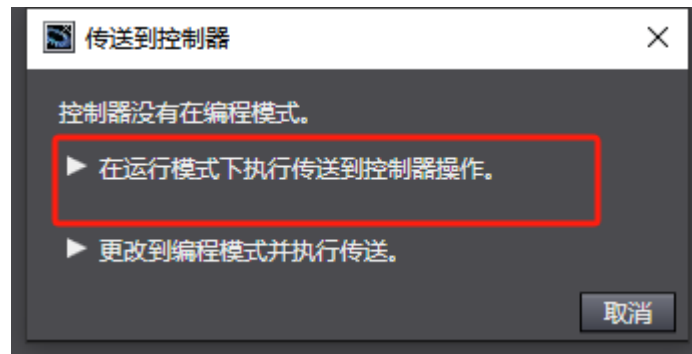 传送到控制器
控制器没有在编程模式。
在运行模式下执行传送到控制器操作。
更改到编程模式并执行传送。
取消